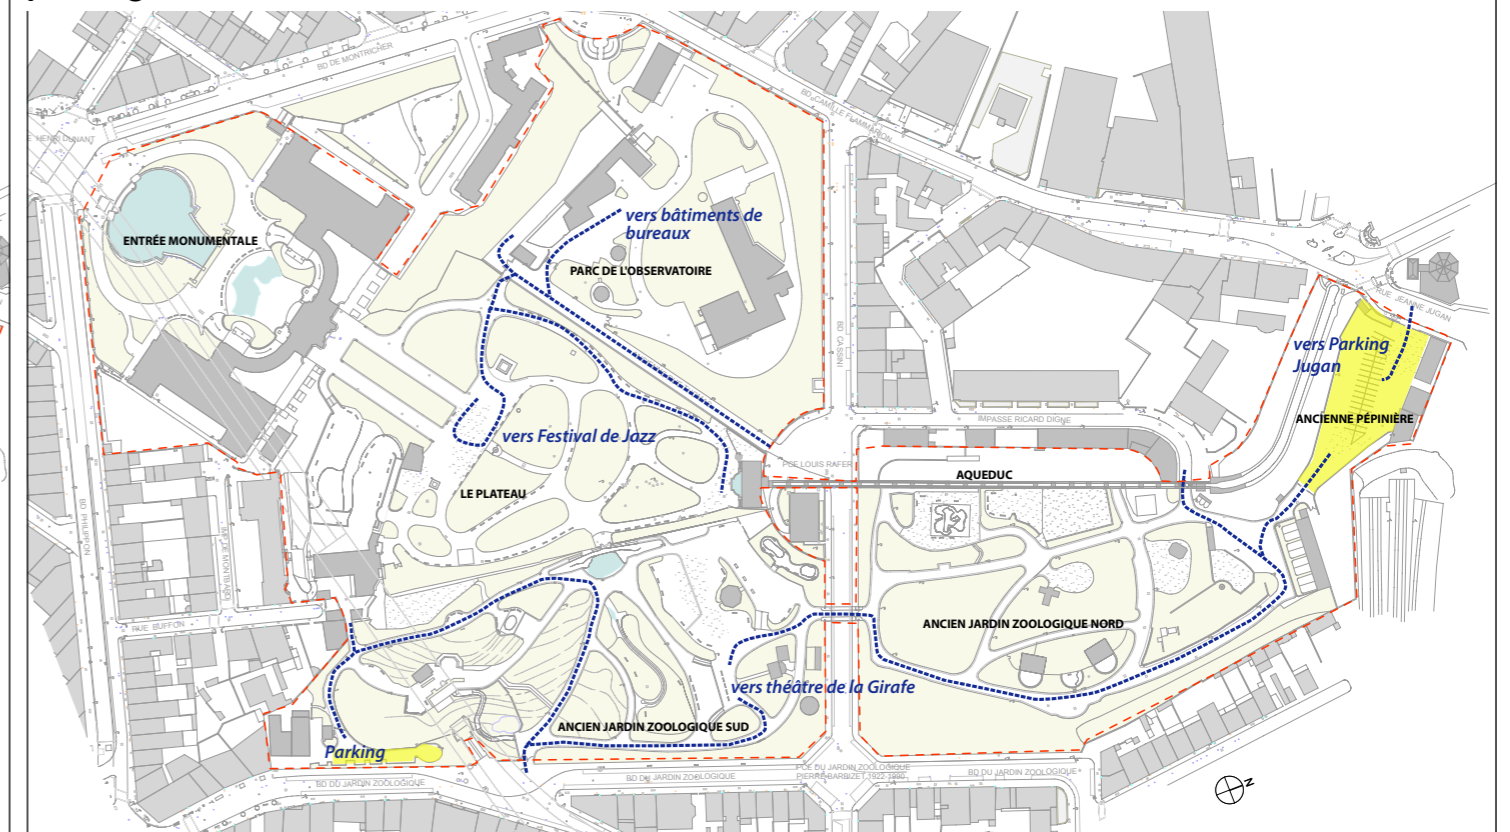 BD DE MONTRICHER
BD CAMILLE FLAMMARION
HENRI DUNANT
ENTRÉE MONUMENTALE
vers bâtiments de
bureaux
PARC DE L'OBSERVATOIRE
RUE JEANNE JUGAN
BD CASSINI
vers Parking
Jugan
ANCIENNE PÉPINIÈRE
IMPASSE RICARD DIGNE
vers Festival de Jazz
LE PLATEAU
PCE LOUIS RAFER
AQUEDUC
BD PHILIPPON
RUE BUFFON
ANCIEN JARDIN ZOOLOGIQUE NORD
vers théâtre de la Girafe
ANCIEN JARDIN ZOOLOGIQUE SUD
Parking
BD DU JARDIN ZOOLOGIQUE
BD DU JARDIN ZOOLOGIQUE
PCE DU JARDIN ZOOLOGIQUE
PIERRE BARBIZET 1922-1990
BD DU JARDIN ZOOLOGIQUE
N